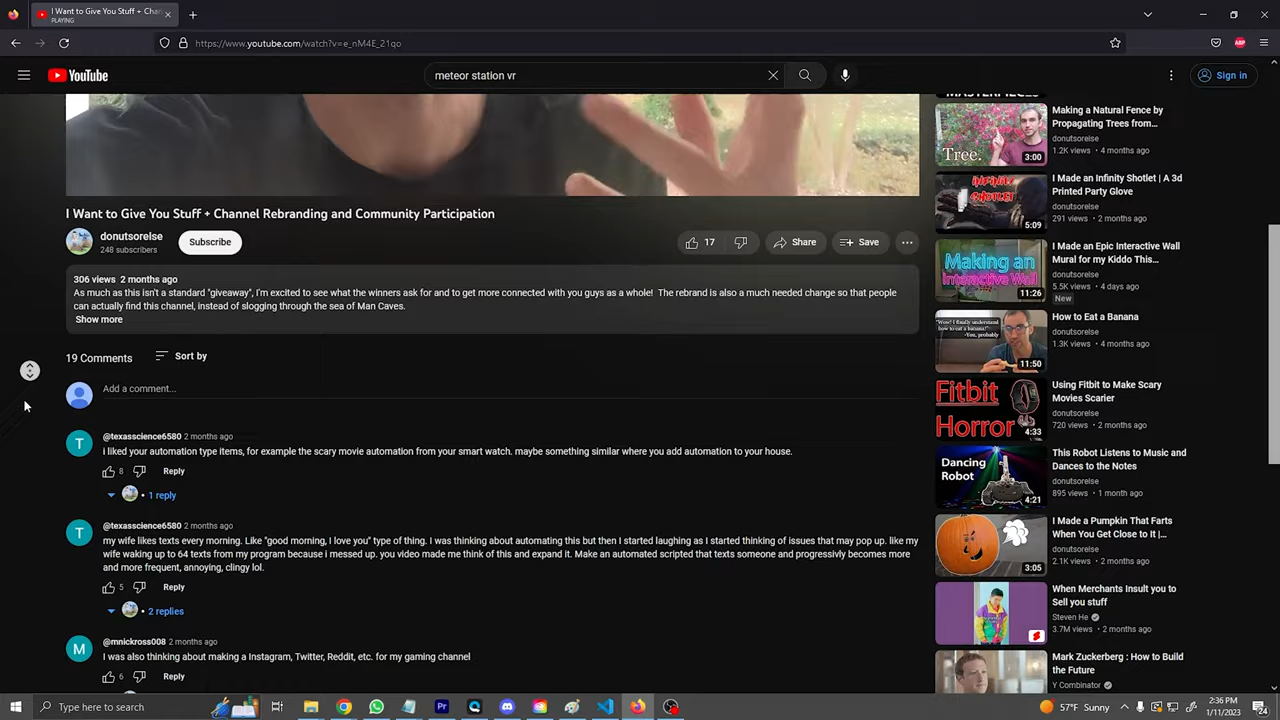 I Want to Give You Stuff + Chan
PLAYING
https://www.youtube.com/watch?v=e_nM4E_21qo
YouTube
meteor station vr
Sign in
I Want to Give You Stuff + Channel Rebranding and Community Participation
donutsorelse
248 subscribers
Subscribe
17
Share
Save
306 views 2 months ago
As much as this isn't a standard "giveaway", I'm excited to see what the winners ask for and to get more connected with you guys as a whole! The rebrand is also a much needed change so that people
can actually find this channel, instead of slogging through the sea of Man Caves.
Show more
19 Comments
Sort by
Add a comment...
T
@texasscience6580 2 months ago
i liked your automation type items, for example the scary movie automation from your smart watch. maybe something similar where you add automation to your house.
8
Reply
• 1 reply
T
@texasscience6580 2 months ago
my wife likes texts every morning. Like "good morning, I love you" type of thing. I was thinking about automating this but then I started laughing as I started thinking of issues that may pop up. like my
wife waking up to 64 texts from my program because i messed up. you video made me think of this and expand it. Make an automated scripted that texts someone and progressivly becomes more
and more frequent, annoying, clingy lol.
5
Reply
• 2 replies
M
@mnickross008 2 months ago
I was also thinking about making a Instagram, Twitter, Reddit, etc. for my gaming channel
6
Reply
Tree.
3:00
Making a Natural Fence by
Propagating Trees from...
donutsorelse
1.2K views • 4 months ago
INFINITY
SHOTLET
5:09
I Made an Infinity Shotlet | A 3d
Printed Party Glove
donutsorelse
291 views • 2 months ago
Making an
Interactive Wall
11:26
I Made an Epic Interactive Wall
Mural for my Kiddo This...
donutsorelse
5.5K views • 4 days ago
New
"Wow! I finally understand
how to eat a banana!"
-You, probably
11:50
How to Eat a Banana
donutsorelse
1.3K views • 4 months ago
Fitbit
Horror
4:33
Using Fitbit to Make Scary
Movies Scarier
donutsorelse
720 views • 2 months ago
Dancing
Robot
4:21
This Robot Listens to Music and
Dances to the Notes
donutsorelse
895 views • 1 month ago
3:05
I Made a Pumpkin That Farts
When You Get Close to It |...
donutsorelse
2.1K views • 2 months ago
When Merchants Insult you to
Sell you stuff
Steven He
3.7M views • 2 months ago
Mark Zuckerberg : How to Build
the Future
Y Combinator
Type here to search
57°F Sunny
2:36 PM
1/11/2023
24